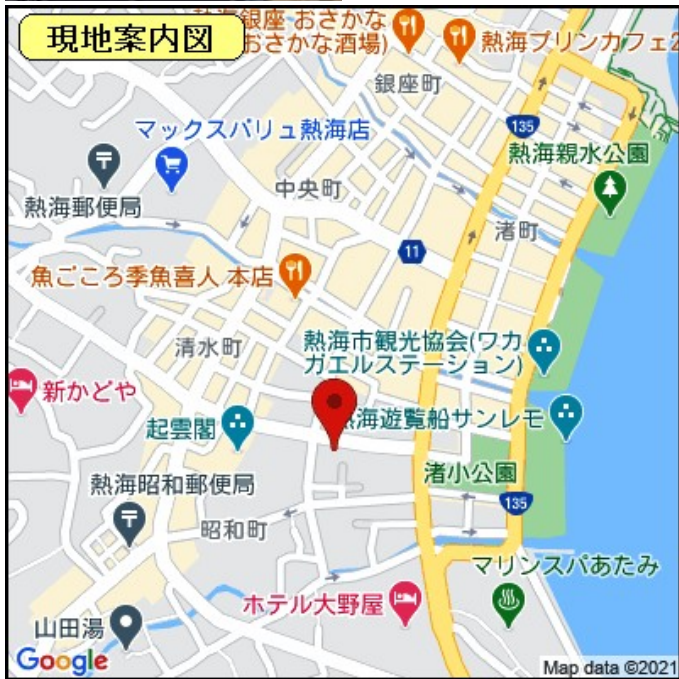 現地案内図
熱海銀座 おさかな
おさかな酒場)
熱海プリンカフェ2
銀座町
135
マックスバリュ熱海店
熱海親水公園
中央町
熱海郵便局
渚町
11
魚ごころ季魚喜人 本店
熱海市観光協会(ワカ
ガエルステーション)
清水町
新かどや
起雲閣
熱海遊覧船サンレモ
渚小公園
熱海昭和郵便局
135
昭和町
マリンスパあたみ
ホテル大野屋
山田湯
Google
Map data ©2021